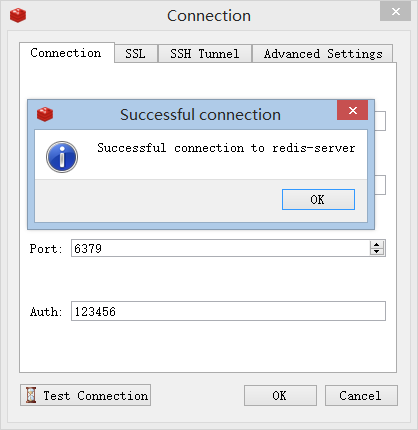 Connection
Connection SSL SSH Tunnel Advanced Settings
Successful connection
Successful connection to redis-server
OK
Port: 6379
Auth: 123456
Test Connection OK Cancel